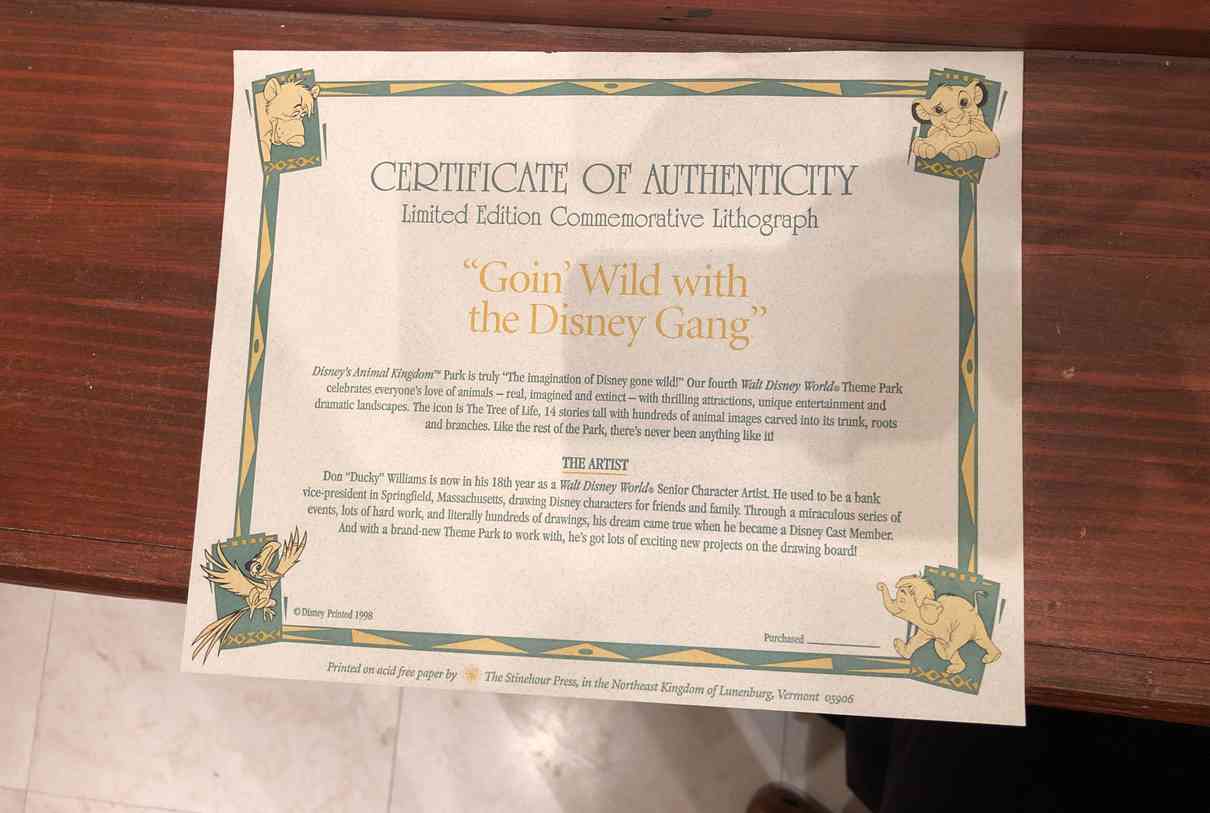 CERTIFICATE OF AUTHENTICITY
Limited Edition Commemorative Lithograph
“Goin’ Wild with
the Disney Gang”
Disney’s Animal Kingdom™ Park is truly “The imagination of Disney gone wild!” Our fourth Walt Disney World® Theme Park
celebrates everyone’s love of animals – real, imagined and extinct – with thrilling attractions, unique entertainment and
dramatic landscapes. The icon is The Tree of Life, 14 stories tall with hundreds of animal images carved into its trunk, roots
and branches. Like the rest of the Park, there’s never been anything like it!
THE ARTIST
Don “Ducky” Williams is now in his 18th year as a Walt Disney World® Senior Character Artist. He used to be a bank
vice-president in Springfield, Massachusetts, drawing Disney characters for friends and family. Through a miraculous series of
events, lots of hard work, and literally hundreds of drawings, his dream came true when he became a Disney Cast Member.
And with a brand-new Theme Park to work with, he’s got lots of exciting new projects on the drawing board!
© Disney Printed 1998
Purchased ____________
Printed on acid free paper by The Stinehour Press, in the Northeast Kingdom of Lunenburg, Vermont 05906